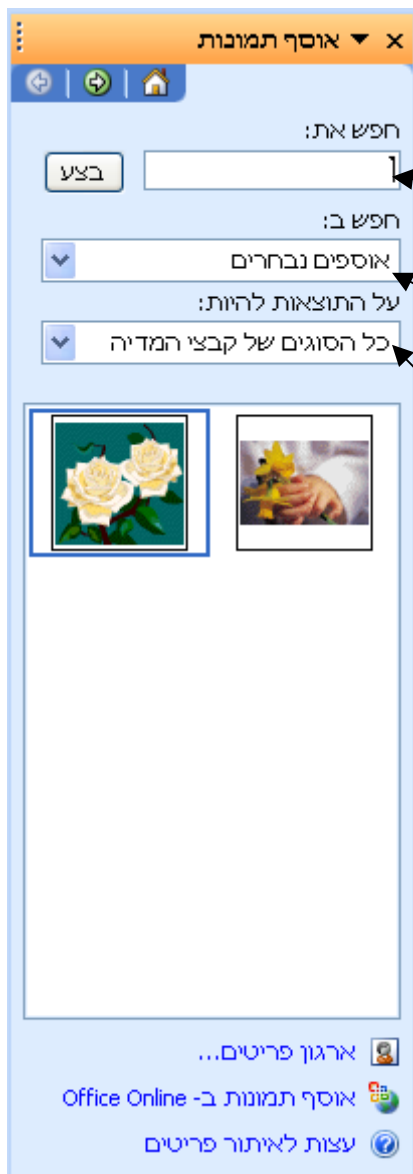 אוסף תמונות
חפש את:
בצע
חפש ב:
אוספים נבחרים
על התוצאות להיות:
כל הסוגים של קבצי המדיה
ארגון פריטים...
אוסף תמונות ב- Office Online
עצות לאיתור פריטים